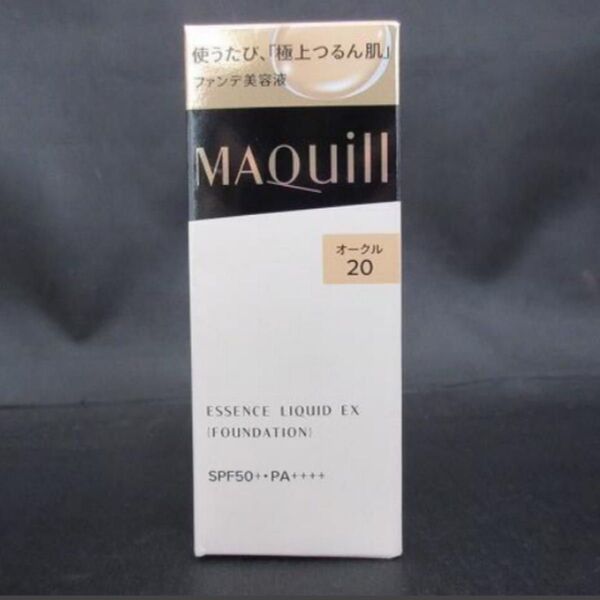 使うたび、「極上つるん肌」
ファンデ美容液
MAQuill
オークル
20
ESSENCE LIQUID EX
(FOUNDATION)
SPF50+・PA++++